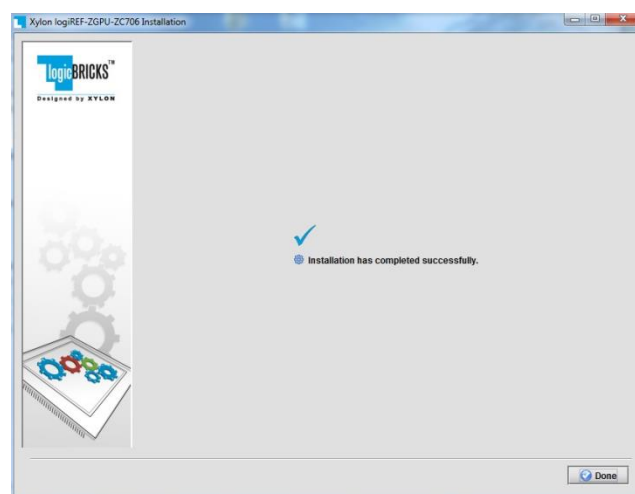 Xylon logiREF-ZGPU-ZC706 Installation
logicBRICKS™
Designed by XYLON
Installation has completed successfully.
Done